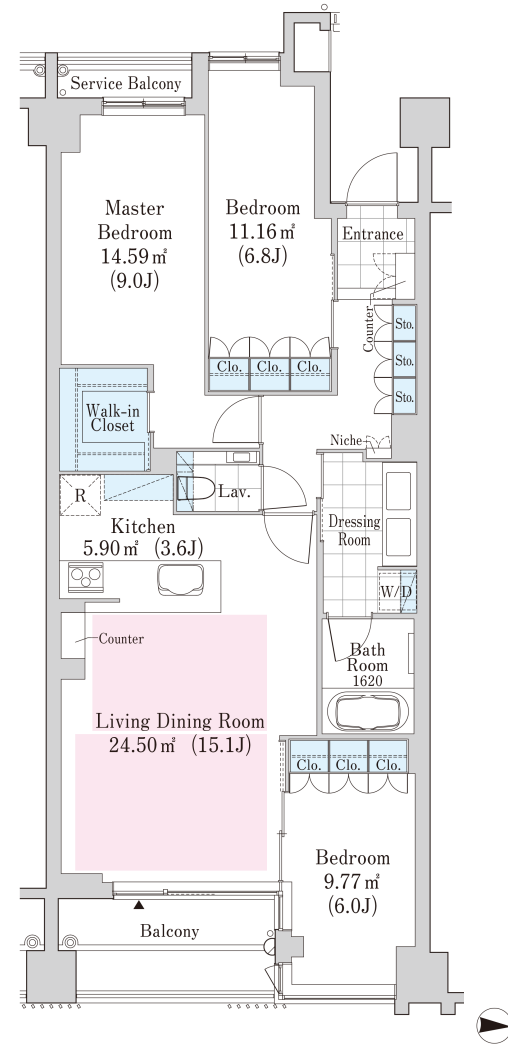 Service Balcony
Master
Bedroom
14.59㎡
(9.0J)
Bedroom
11.16㎡
(6.8J)
Entrance
Counter
Sto.
Sto.
Sto.
Clo.
Clo.
Clo.
Walk-in
Closet
Niche
R
Lav.
Kitchen
5.90㎡ (3.6J)
Dressing
Room
W/D
Counter
Bath
Room
1620
Living Dining Room
24.50㎡ (15.1J)
Clo.
Clo.
Clo.
Bedroom
9.77㎡
(6.0J)
Balcony